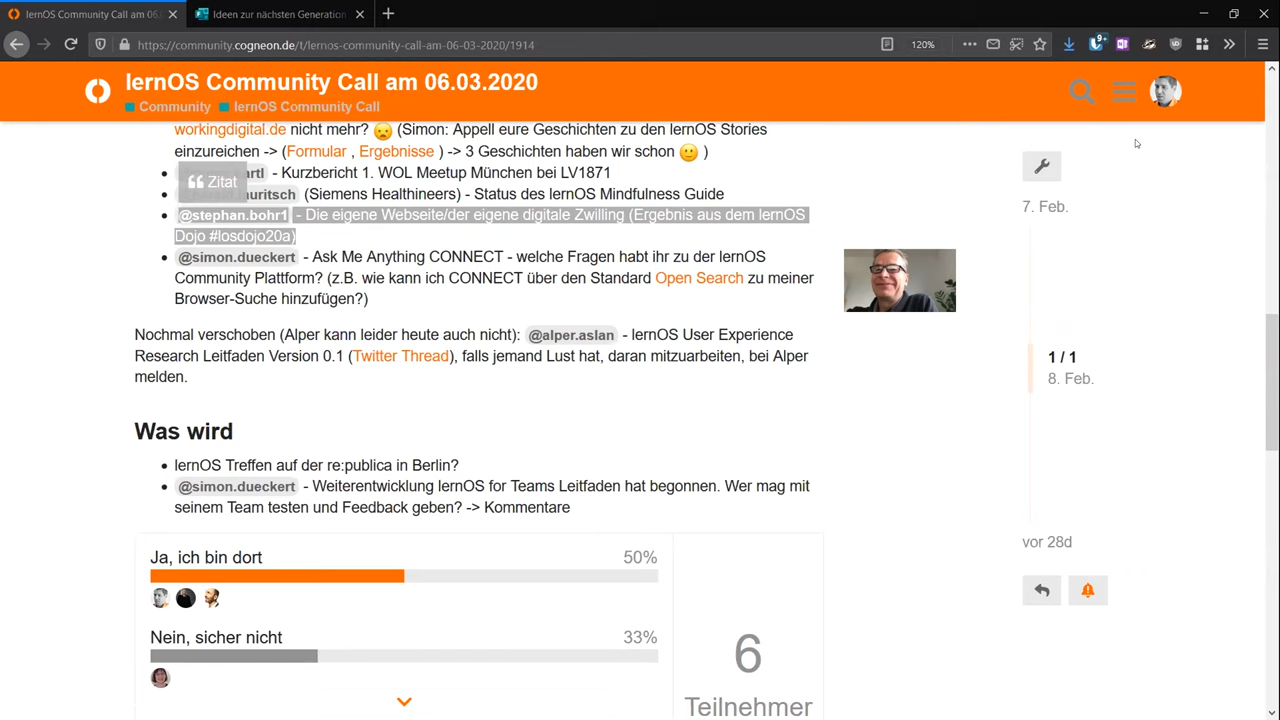 lernOS Community Call am 06.
Ideen zur nächsten Generation
https://community.cogneon.de/t/lernos-community-call-am-06-03-2020/1914
120%
9+
lernOS Community Call am 06.03.2020
Community
lernOS Community Call
workingdigital.de nicht mehr? (Simon: Appell eure Geschichten zu den lernOS Stories
einzureichen -> (Formular , Ergebnisse ) -> 3 Geschichten haben wir schon )
Zitat
- Kurzbericht 1. WOL Meetup München bei LV1871
(Siemens Healthineers) - Status des lernOS Mindfulness Guide
@stephan.bohr1 - Die eigene Webseite/der eigene digitale Zwilling (Ergebnis aus dem lernOS
Dojo #losdojo20a)
@simon.dueckert - Ask Me Anything CONNECT - welche Fragen habt ihr zu der lernOS
Community Plattform? (z.B. wie kann ich CONNECT über den Standard Open Search zu meiner
Browser-Suche hinzufügen?)
Nochmal verschoben (Alper kann leider heute auch nicht): @alper.aslan - lernOS User Experience
Research Leitfaden Version 0.1 (Twitter Thread), falls jemand Lust hat, daran mitzuarbeiten, bei Alper
melden.
Was wird
lernOS Treffen auf der re:publica in Berlin?
@simon.dueckert - Weiterentwicklung lernOS for Teams Leitfaden hat begonnen. Wer mag mit
seinem Team testen und Feedback geben? -> Kommentare
Ja, ich bin dort
50%
Nein, sicher nicht
33%
6
Teilnehmer
7. Feb.
1 / 1
8. Feb.
vor 28d